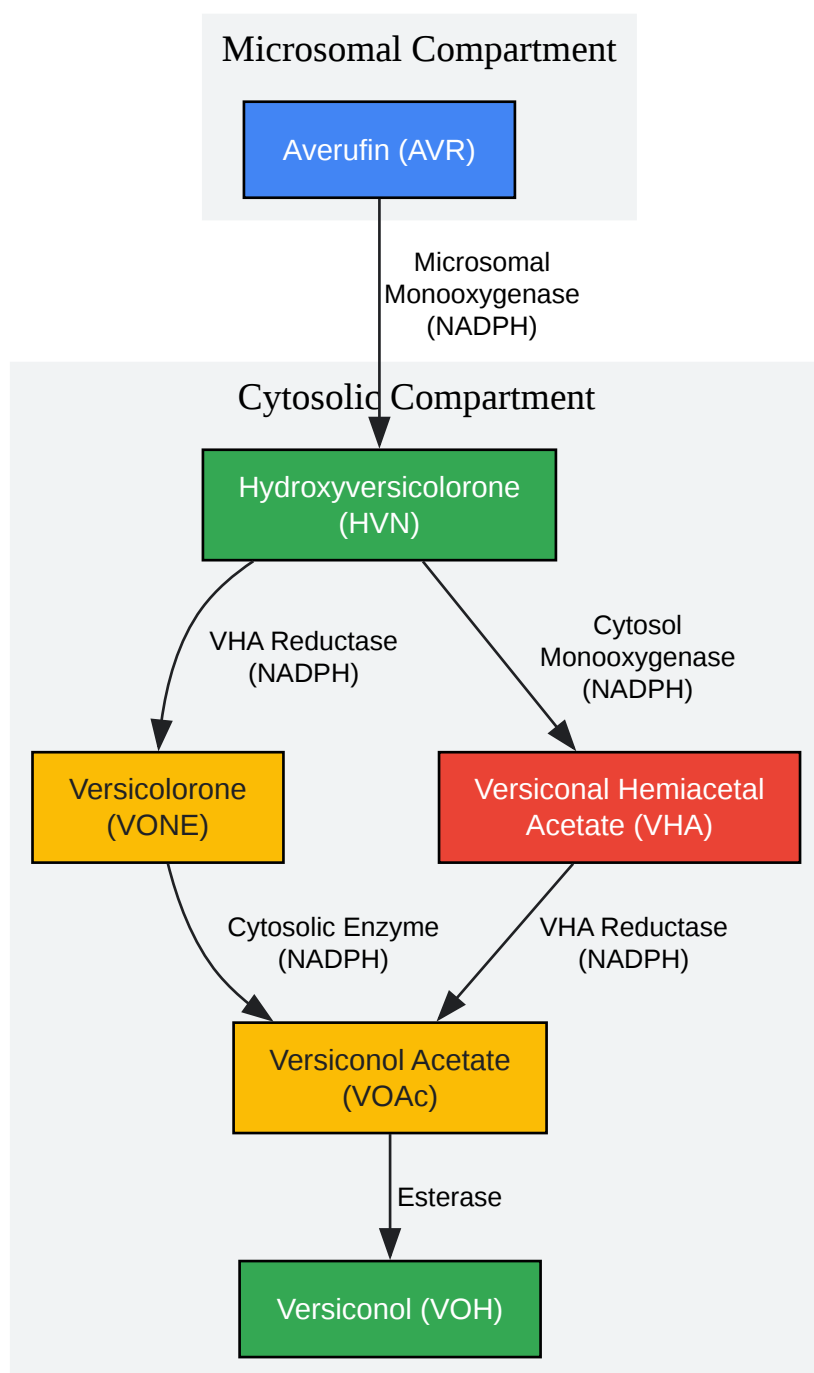 Microsomal Compartment
Averufin (AVR)
Microsomal
Monooxygenase
(NADPH)
Cytosolic Compartment
Hydroxyversicolorone
(HVN)
VHA Reductase
(NADPH)
Cytosol
Monooxygenase
(NADPH)
Versicolorone
(VONE)
Versiconal Hemiacetal
Acetate (VHA)
Cytosolic Enzyme
(NADPH)
VHA Reductase
(NADPH)
Versiconol Acetate
(VOAc)
Esterase
Versiconol (VOH)